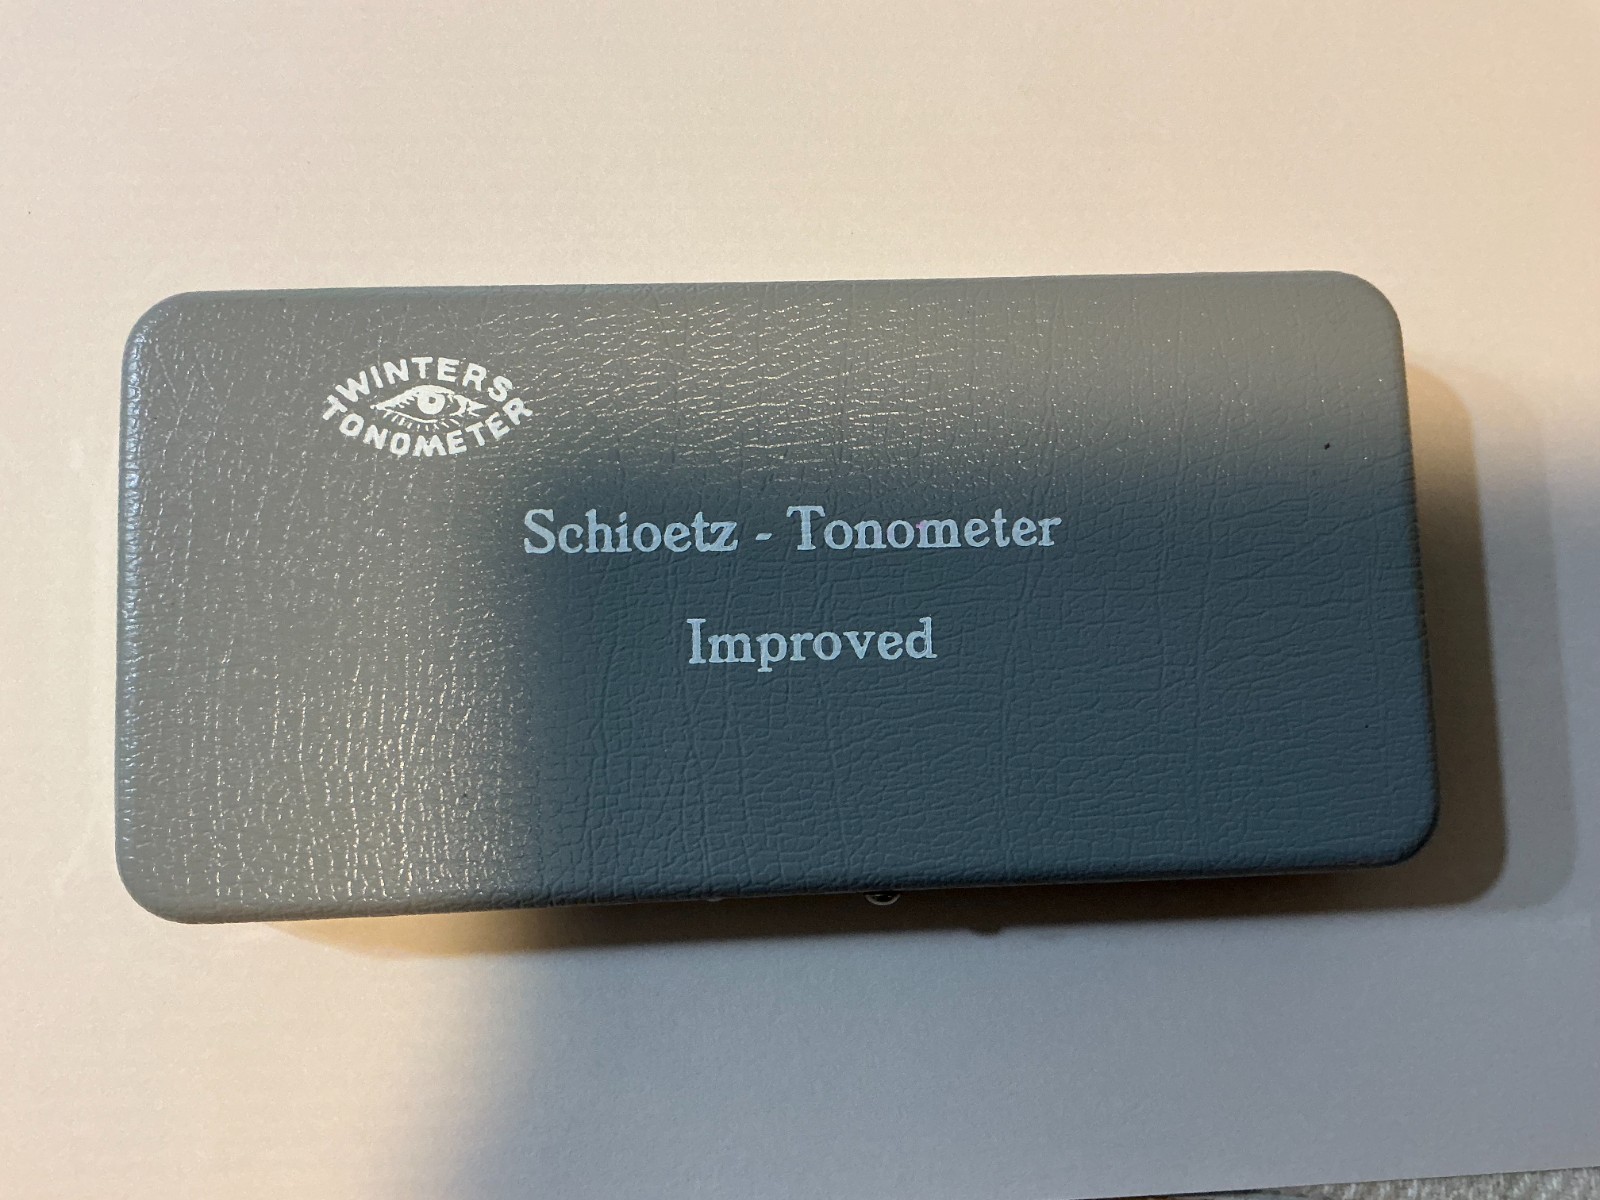 WINTERS
TONOMETER
Schioetz - Tonometer
Improved